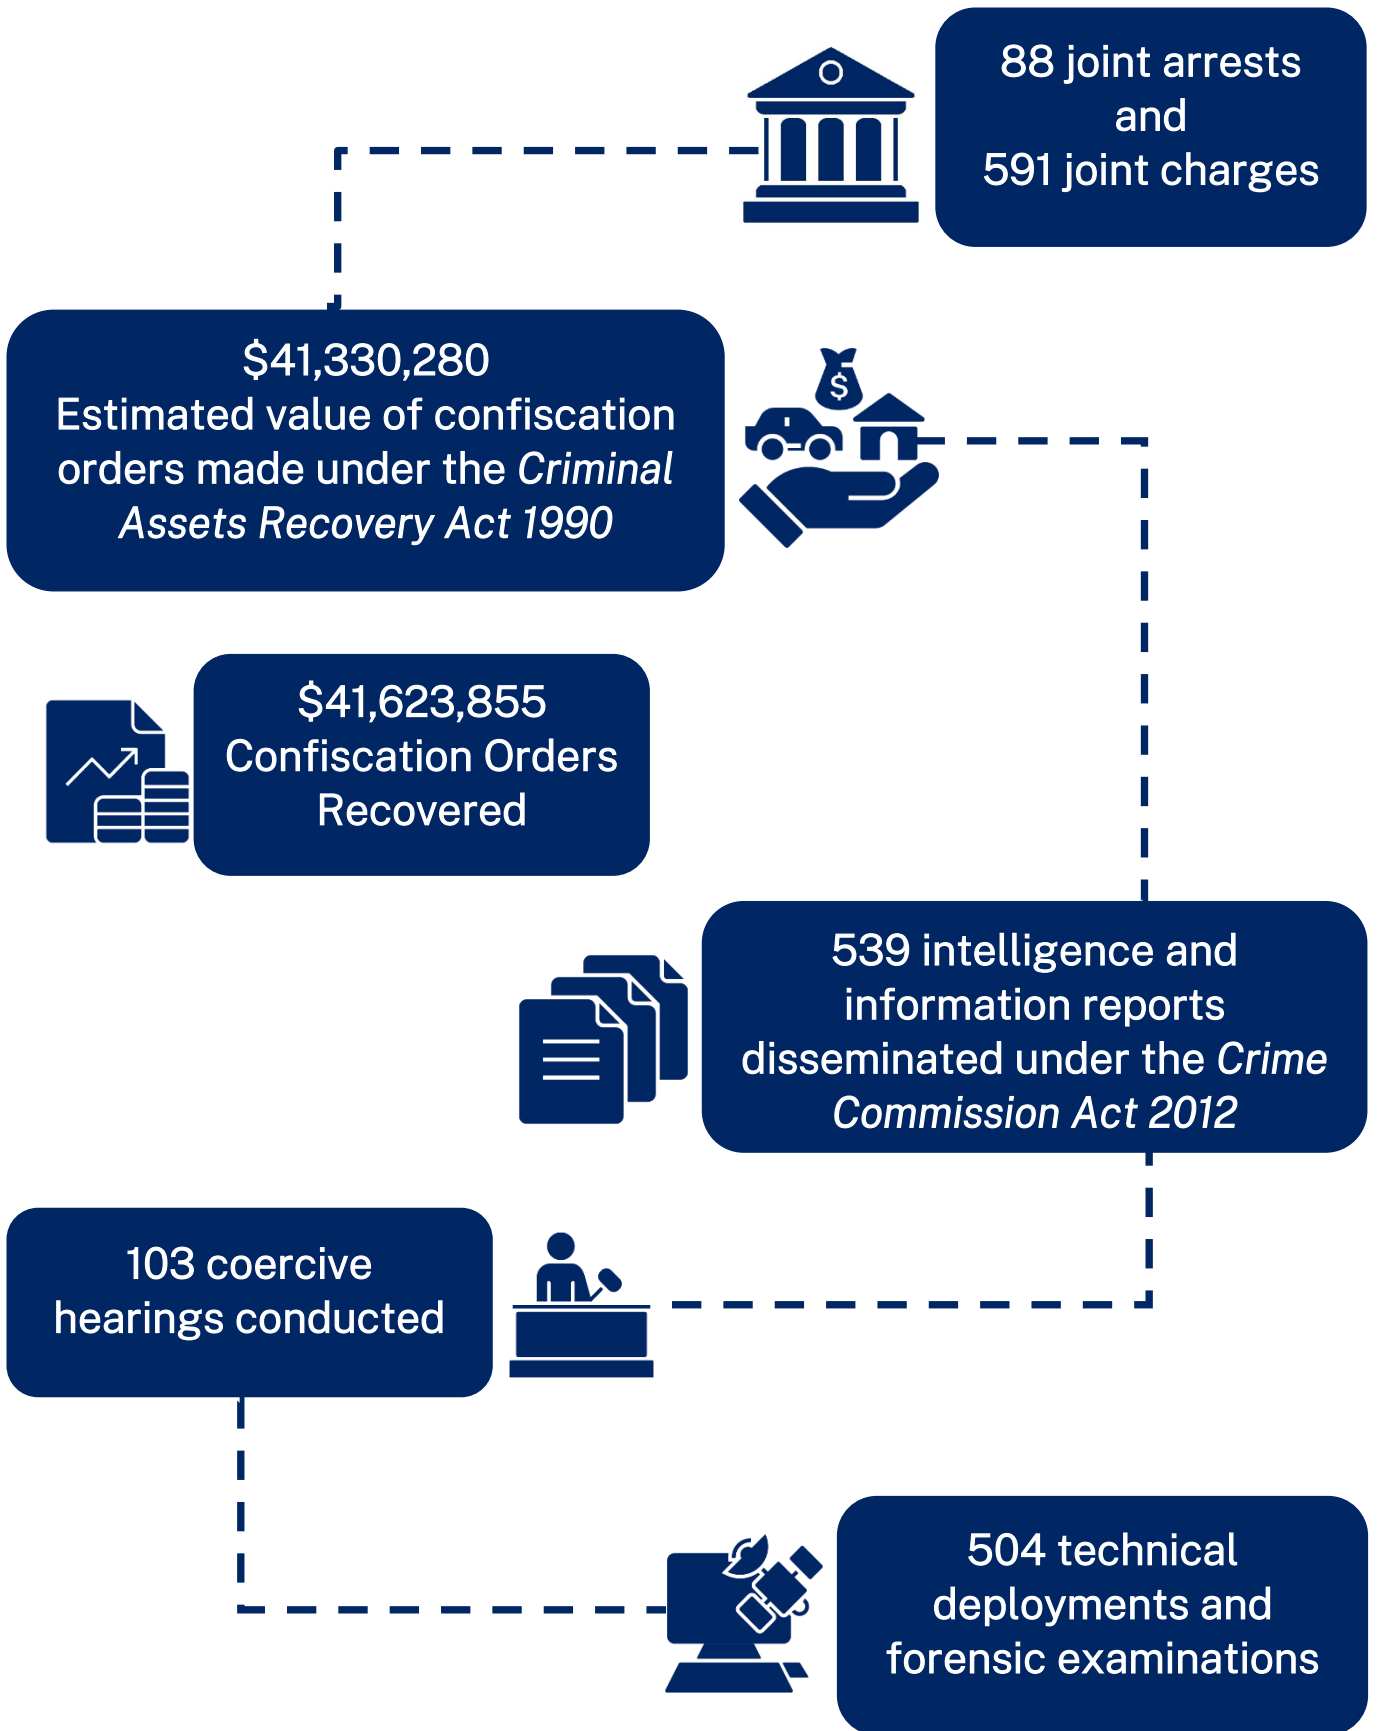 88 joint arrests
and
591 joint charges
$41,330,280
Estimated value of confiscation
orders made under the Criminal
Assets Recovery Act 1990
$
$41,623,855
Confiscation Orders
Recovered
539 intelligence and
information reports
disseminated under the Crime
Commission Act 2012
103 coercive
hearings conducted
504 technical
deployments and
forensic examinations